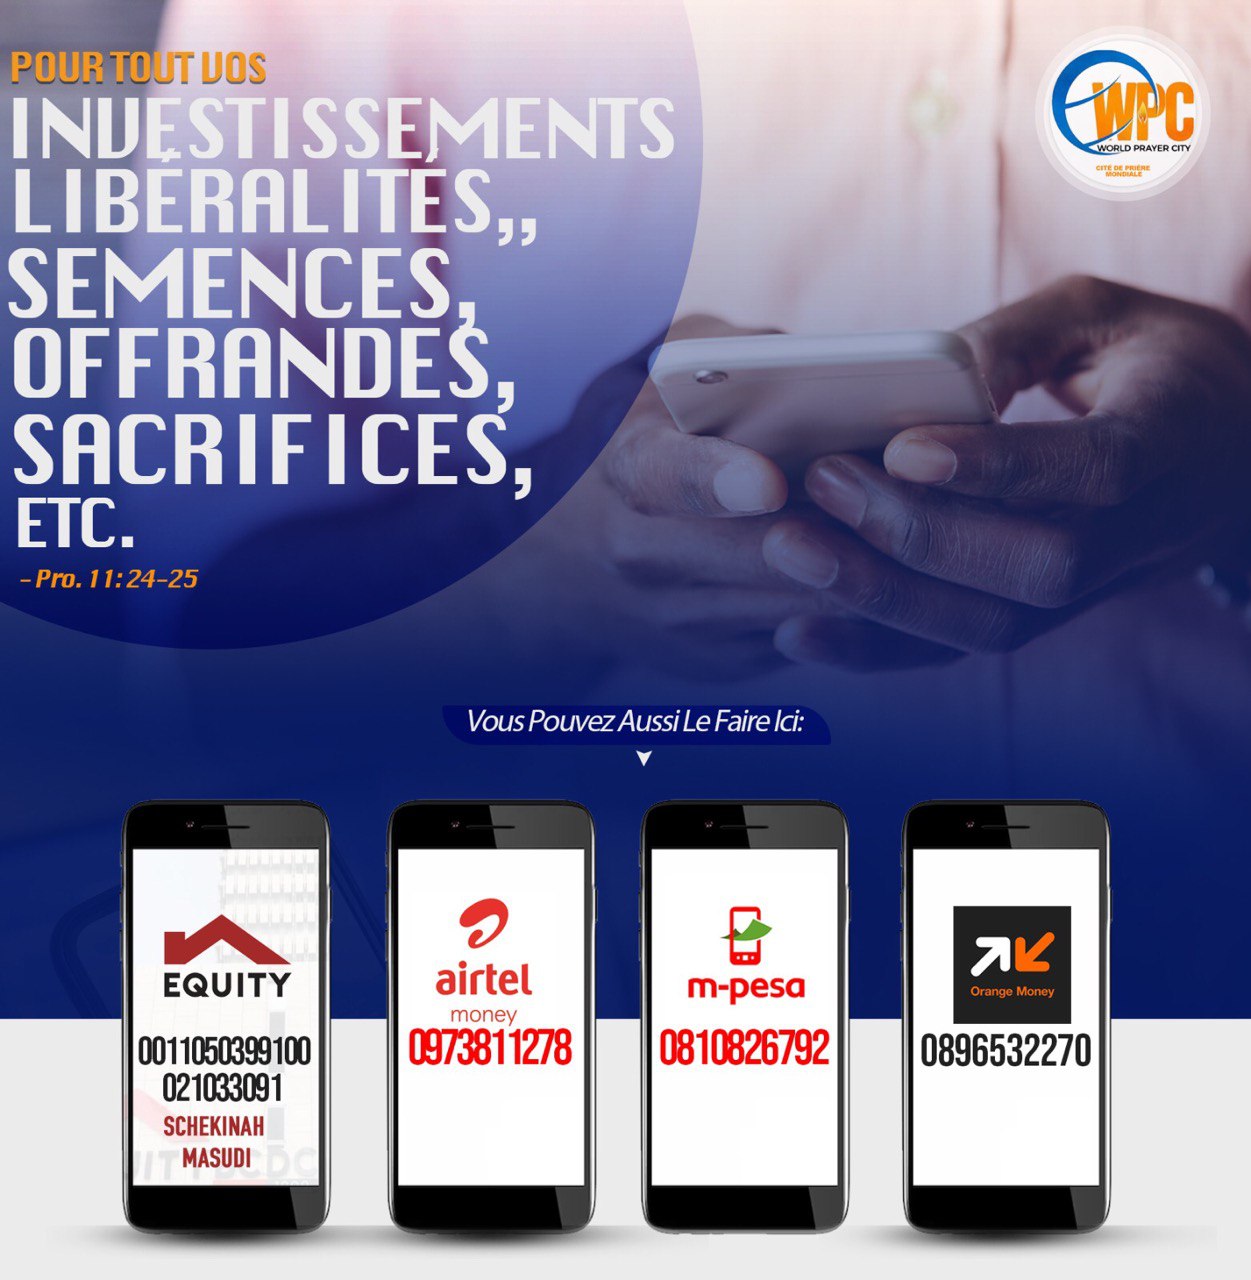 POUR TOUT VOS
INVESTISSEMENTS
LIBÉRALITÉS,,
SEMENCES,
OFFRANDES,
SACRIFICES,
ETC.
- Pro. 11: 24-25
WPC
WORLD PRAYER CITY
CITÉ DE PRIÈRE
MONDIALE
Vous Pouvez Aussi Le Faire Ici:
EQUITY
0011050399100
021033091
SCHEKINAH
MASUDI
airtel
money
0973811278
m-pesa
0810826792
Orange Money
0896532270